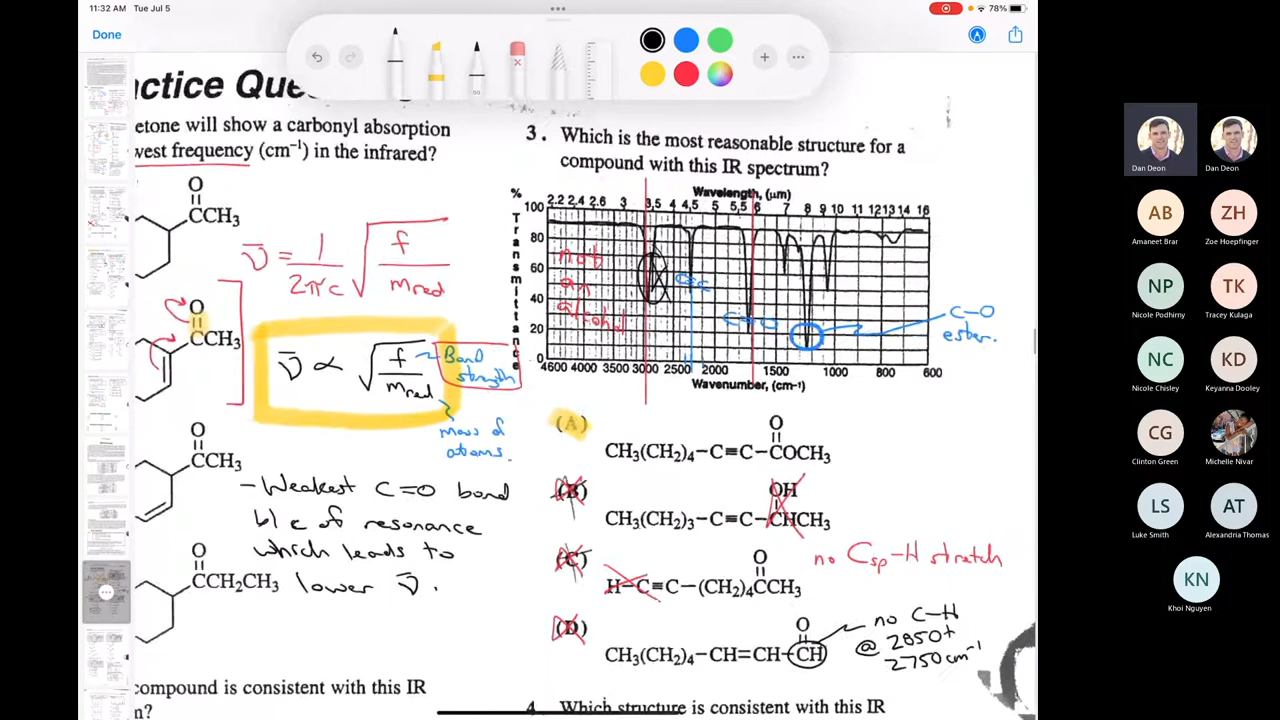 11:32 AM Tue Jul 5
78%
Done
ctice Que
etone will show a carbonyl absorption
west frequency (cm⁻¹) in the infrared?
O
CCH₃
ν̄ = 1 / 2πc √ f / mred
O
CCH₃
ν̄ ∝ √ f / mred
Bond strength
mass of
atoms.
O
CCH₃
- Weakest C=O bond
b/c of resonance
which leads to
lower ν̄.
O
CCH₂CH₃
compound is consistent with this IR
n?
3. Which is the most reasonable structure for a
compound with this IR spectrum?
Wavelength, (μm)
2.2 2.4 2.6 3 3.5 4 4.5 5 5.5 6 7 8 9 10 11 12 13 14 16
% Transmittance
100
80
60
40
20
0
not
an
alcohol
C≡C
C=O
C-O
ester.
4600 4000 3500 3000 2500 2000 1500 1000 800 600
Wavenumber, (cm⁻¹)
(A)
O
CH₃(CH₂)₄-C≡C-COCH₃
(B)
OH
CH₃(CH₂)₃-C≡C-CHCH₃
(C)
no Csp-H stretch
O
H-C≡C-(CH₂)₄CCH₃
(D)
O
CH₃(CH₂)₄-CH=CH-CH
no C-H
@ 2850 +
2750 cm⁻¹
4. Which structure is consistent with this IR
Dan Deon
Dan Deon
AB
Amaneet Brar
ZH
Zoe Hoepfinger
NP
Nicole Podhirny
TK
Tracey Kulaga
NC
Nicole Chisley
KD
Keyanna Dooley
CG
Clinton Green
Michelle Nivar
LS
Luke Smith
AT
Alexandria Thomas
KN
Khoi Nguyen